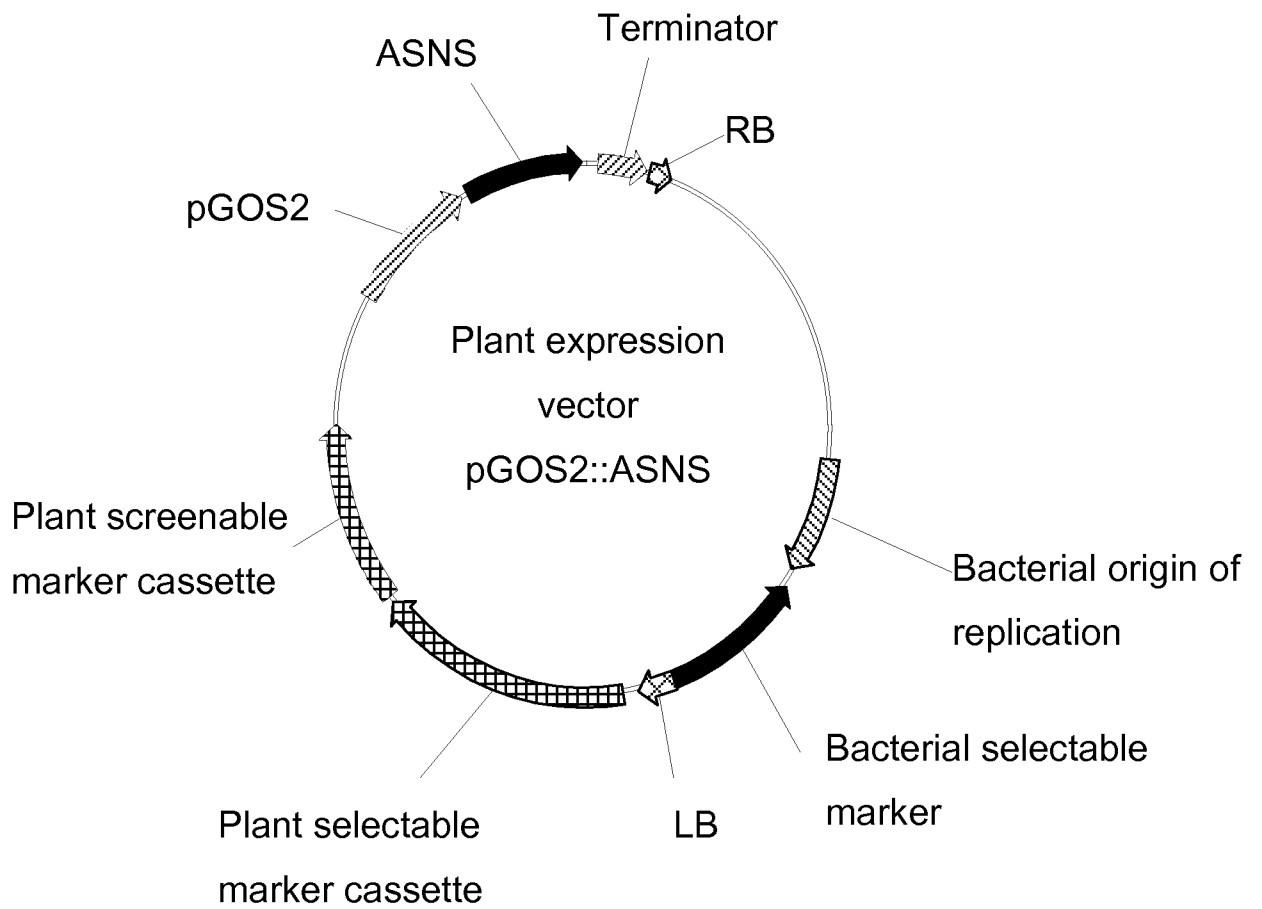 Terminator
ASNS
RB
pGOS2
Plant expression
vector
pGOS2::ASNS
Plant screenable
marker cassette
Bacterial origin of
replication
Bacterial selectable
marker
Plant selectable
marker cassette
LB